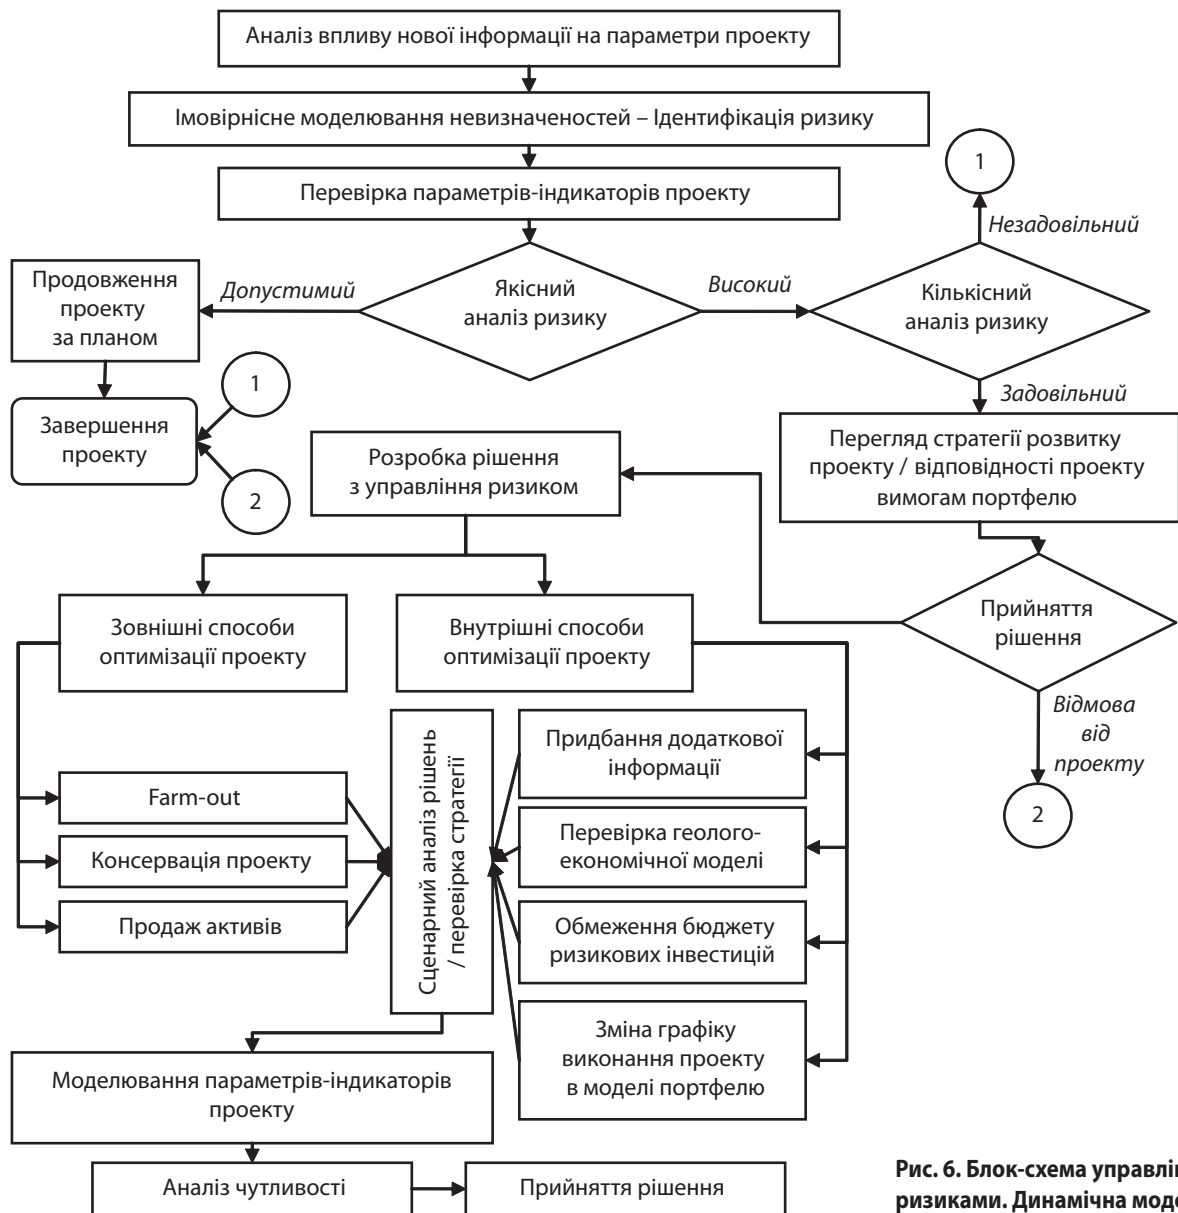 Аналіз впливу нової інформації на параметри проекту
Імовірнісне моделювання невизначеностей – Ідентифікація ризику
Перевірка параметрів-індикаторів проекту
1
Незадовільний
Продовження
проекту
за планом
Допустимий
Якісний
аналіз ризику
Високий
Кількісний
аналіз ризику
1
Завершення
проекту
2
Задовільний
Розробка рішення
з управління ризиком
Перегляд стратегії розвитку
проекту / відповідності проекту
вимогам портфелю
Зовнішні способи
оптимізації проекту
Внутрішні способи
оптимізації проекту
Прийняття
рішення
Відмова
від
проекту
2
Farm-out
Консервація проекту
Продаж активів
Сценарний аналіз рішень
/ перевірка стратегії
Придбання додаткової
інформації
Перевірка геолого-
економічної моделі
Обмеження бюджету
ризикових інвестицій
Зміна графіку
виконання проекту
в моделі портфелю
Моделювання параметрів-індикаторів
проекту
Аналіз чутливості
Прийняття рішення
Рис. 6. Блок-схема
ризиками. Динамічна